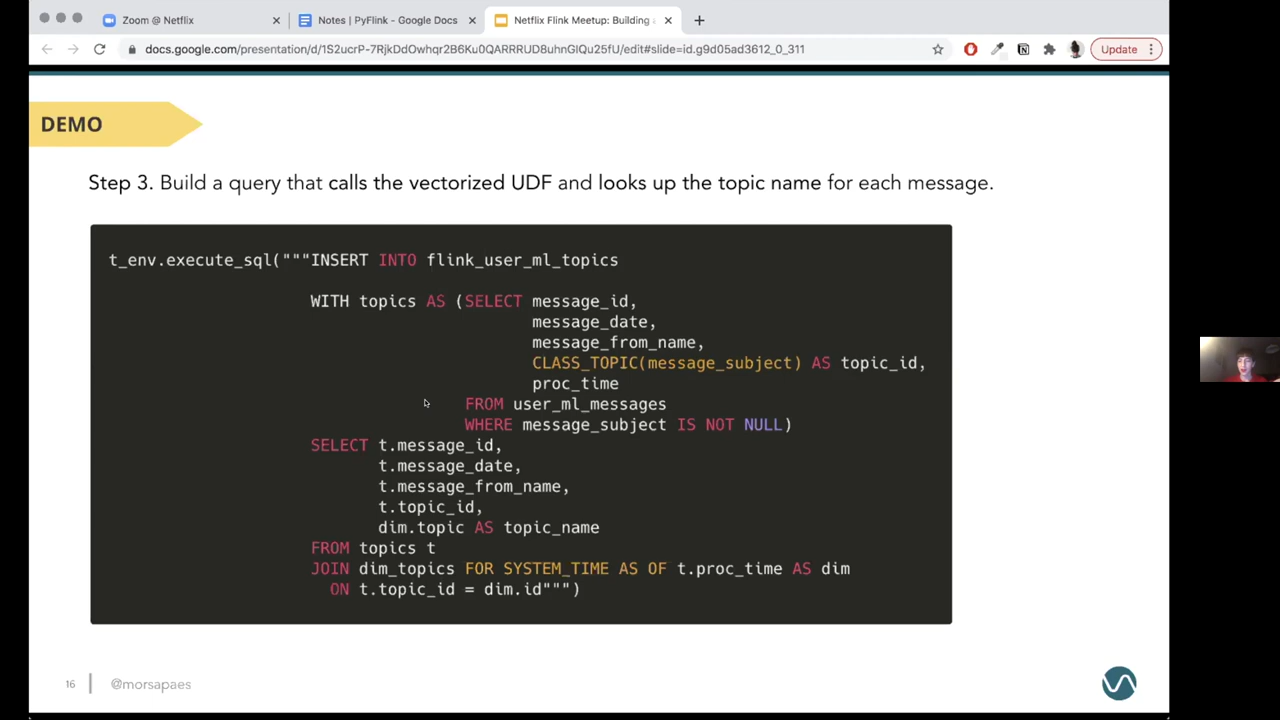 Zoom @ Netflix
Notes | PyFlink - Google Docs
Netflix Flink Meetup: Building
docs.google.com/presentation/d/1S2ucrP-7RjkDdOwhqr2B6Ku0QARRRUD8uhnGlQu25fU/edit#slide=id.g9d05ad3612_0_311
Update
DEMO
Step 3. Build a query that calls the vectorized UDF and looks up the topic name for each message.
t_env.execute_sql("""INSERT INTO flink_user_ml_topics
WITH topics AS (SELECT message_id,
message_date,
message_from_name,
CLASS_TOPIC(message_subject) AS topic_id,
proc_time
FROM user_ml_messages
WHERE message_subject IS NOT NULL)
SELECT t.message_id,
t.message_date,
t.message_from_name,
t.topic_id,
dim.topic AS topic_name
FROM topics t
JOIN dim_topics FOR SYSTEM_TIME AS OF t.proc_time AS dim
ON t.topic_id = dim.id""")
16
@morsapaes